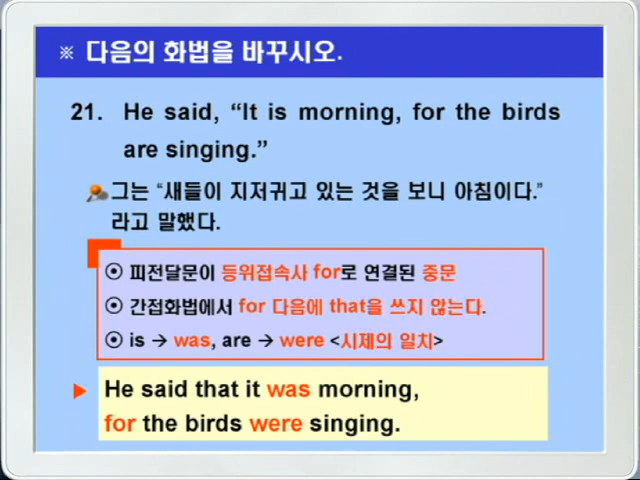 ※ 다음의 화법을 바꾸시오.
21. He said, “It is morning, for the birds
are singing.”
그는 “새들이 지저귀고 있는 것을 보니 아침이다.”
라고 말했다.
⊙ 피전달문이 등위접속사 for로 연결된 중문
⊙ 간접화법에서 for 다음에 that을 쓰지 않는다.
⊙ is → was, are → were <시제의 일치>
▶ He said that it was morning,
for the birds were singing.